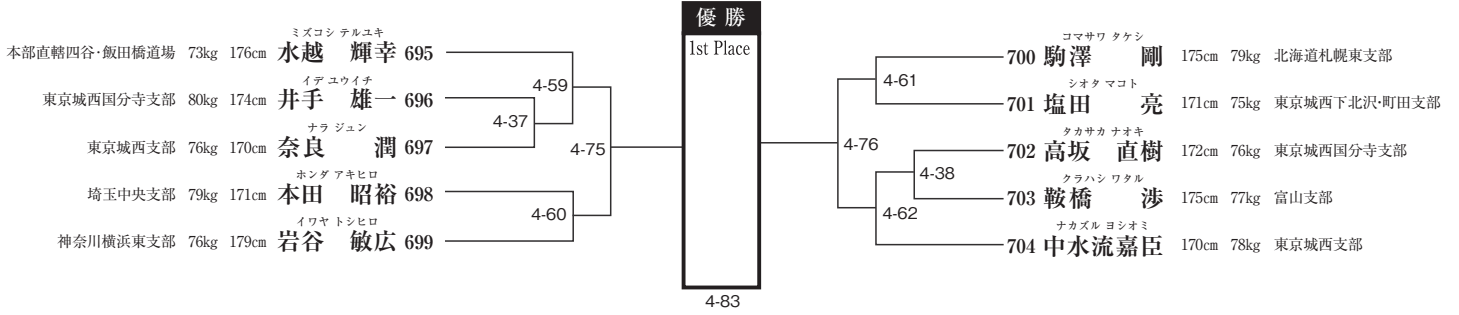 優勝
1st Place
ミズコシ テルユキ
本部直轄四谷・飯田橋道場 73kg 176cm 水越 輝幸 695
イデ ユウイチ
東京城西国分寺支部 80kg 174cm 井手 雄一 696
ナラ ジュン
東京城西支部 76kg 170cm 奈良 潤 697
ホンダ アキヒロ
埼玉中央支部 79kg 171cm 本田 昭裕 698
イワヤ トシヒロ
神奈川横浜東支部 76kg 179cm 岩谷 敏広 699
4-59
4-37
4-75
4-60
コマサワ タケシ
700 駒澤 剛 175cm 79kg 北海道札幌東支部
シオタ マコト
701 塩田 亮 171cm 75kg 東京城西下北沢・町田支部
タカサカ ナオキ
702 高坂 直樹 172cm 76kg 東京城西国分寺支部
クラハシ ワタル
703 鞍橋 渉 175cm 77kg 富山支部
ナカズル ヨシオミ
704 中水流嘉臣 170cm 78kg 東京城西支部
4-61
4-76
4-38
4-62
4-83